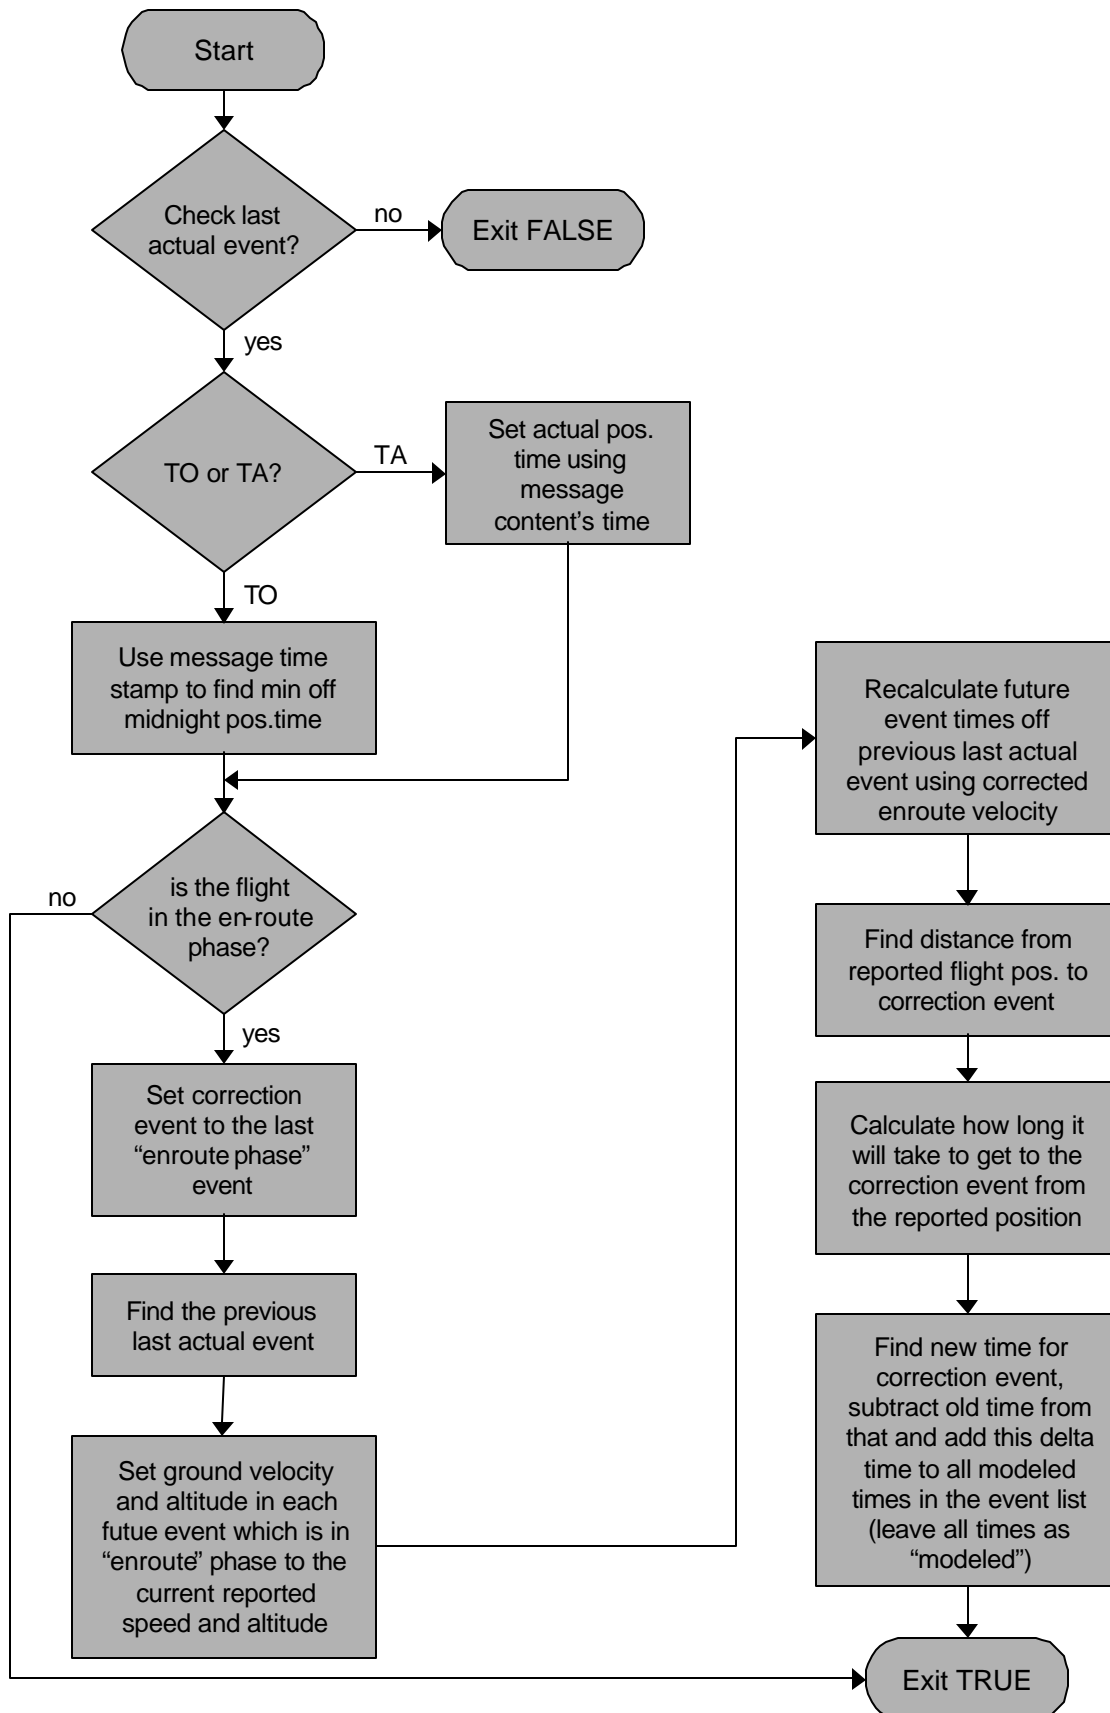 Start
Check last
actual event?
no
Exit FALSE
yes
TO or TA?
TA
Set actual pos.
time using
message
content's time
TO
Use message time
stamp to find min off
midnight pos.time
is the flight
in the en-route
phase?
no
yes
Set correction
event to the last
“enroute phase”
event
Find the previous
last actual event
Set ground velocity
and altitude in each
futue event which is in
“enroute” phase to the
current reported
speed and altitude
Recalculate future
event times off
previous last actual
event using corrected
enroute velocity
Find distance from
reported flight pos. to
correction event
Calculate how long it
will take to get to the
correction event from
the reported position
Find new time for
correction event,
subtract old time from
that and add this delta
time to all modeled
times in the event list
(leave all times as
“modeled”)
Exit TRUE